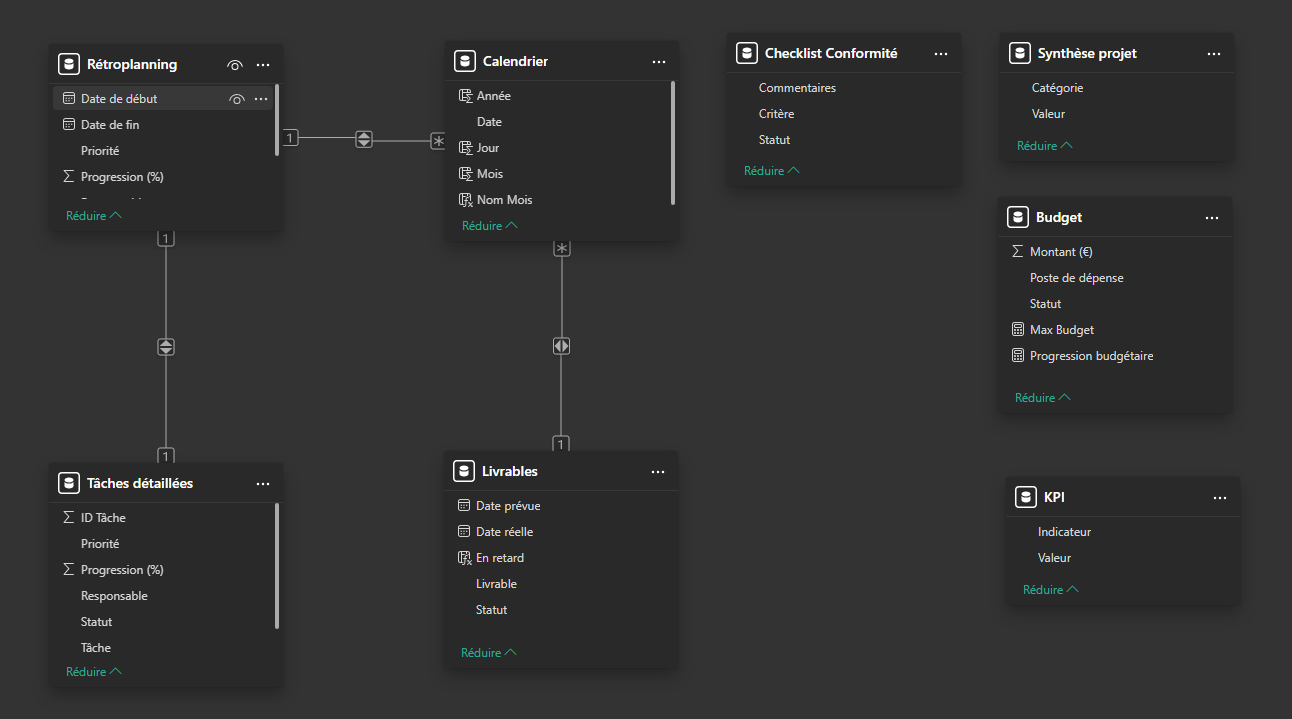 Rétroplanning
Date de début
Date de fin
Priorité
Progression (%)
Réduire
1
*
Calendrier
Année
Date
Jour
Mois
Nom Mois
Réduire
Checklist Conformité
Commentaires
Critère
Statut
Réduire
Synthèse projet
Catégorie
Valeur
Réduire
Budget
Montant (€)
Poste de dépense
Statut
Max Budget
Progression budgétaire
Réduire
1
1
Tâches détaillées
ID Tâche
Priorité
Progression (%)
Responsable
Statut
Tâche
Réduire
*
1
Livrables
Date prévue
Date réelle
En retard
Livrable
Statut
Réduire
KPI
Indicateur
Valeur
Réduire